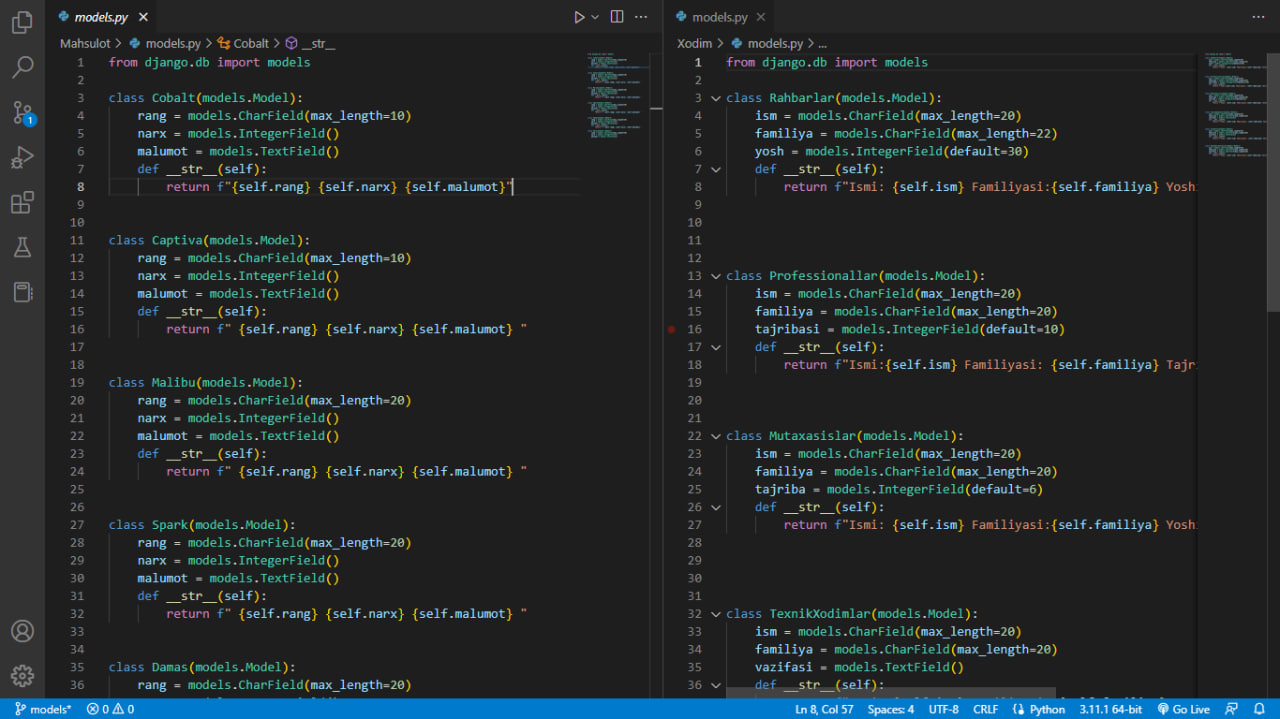 models.py
Mahsulot > models.py > Cobalt > __str__
1 from django.db import models
2
3 class Cobalt(models.Model):
4 rang = models.CharField(max_length=10)
5 narx = models.IntegerField()
6 malumot = models.TextField()
7 def __str__(self):
8 return f"{self.rang} {self.narx} {self.malumot}"
9
10
11 class Captiva(models.Model):
12 rang = models.CharField(max_length=10)
13 narx = models.IntegerField()
14 malumot = models.TextField()
15 def __str__(self):
16 return f" {self.rang} {self.narx} {self.malumot} "
17
18
19 class Malibu(models.Model):
20 rang = models.CharField(max_length=20)
21 narx = models.IntegerField()
22 malumot = models.TextField()
23 def __str__(self):
24 return f" {self.rang} {self.narx} {self.malumot} "
25
26
27 class Spark(models.Model):
28 rang = models.CharField(max_length=20)
29 narx = models.IntegerField()
30 malumot = models.TextField()
31 def __str__(self):
32 return f" {self.rang} {self.narx} {self.malumot} "
33
34
35 class Damas(models.Model):
36 rang = models.CharField(max_length=20)
models.py
Xodim > models.py > ...
1 from django.db import models
2
3 class Rahbarlar(models.Model):
4 ism = models.CharField(max_length=20)
5 familiya = models.CharField(max_length=22)
6 yosh = models.IntegerField(default=30)
7 def __str__(self):
8 return f"Ismi: {self.ism} Familiyasi:{self.familiya} Yoshi
9
10
11
12
13 class Professionallar(models.Model):
14 ism = models.CharField(max_length=20)
15 familiya = models.CharField(max_length=20)
16 tajribasi = models.IntegerField(default=10)
17 def __str__(self):
18 return f"Ismi:{self.ism} Familiyasi: {self.familiya} Tajri
19
20
21
22 class Mutaxasislar(models.Model):
23 ism = models.CharField(max_length=20)
24 familiya = models.CharField(max_length=20)
25 tajriba = models.IntegerField(default=6)
26 def __str__(self):
27 return f"Ismi: {self.ism} Familiyasi:{self.familiya} Yoshi
28
29
30
31
32 class TexnikXodimlar(models.Model):
33 ism = models.CharField(max_length=20)
34 familiya = models.CharField(max_length=20)
35 vazifasi = models.TextField()
36 def __str__(self):
1
models* 0 0 Ln 8, Col 57 Spaces: 4 UTF-8 CRLF Python 3.11.1 64-bit Go Live